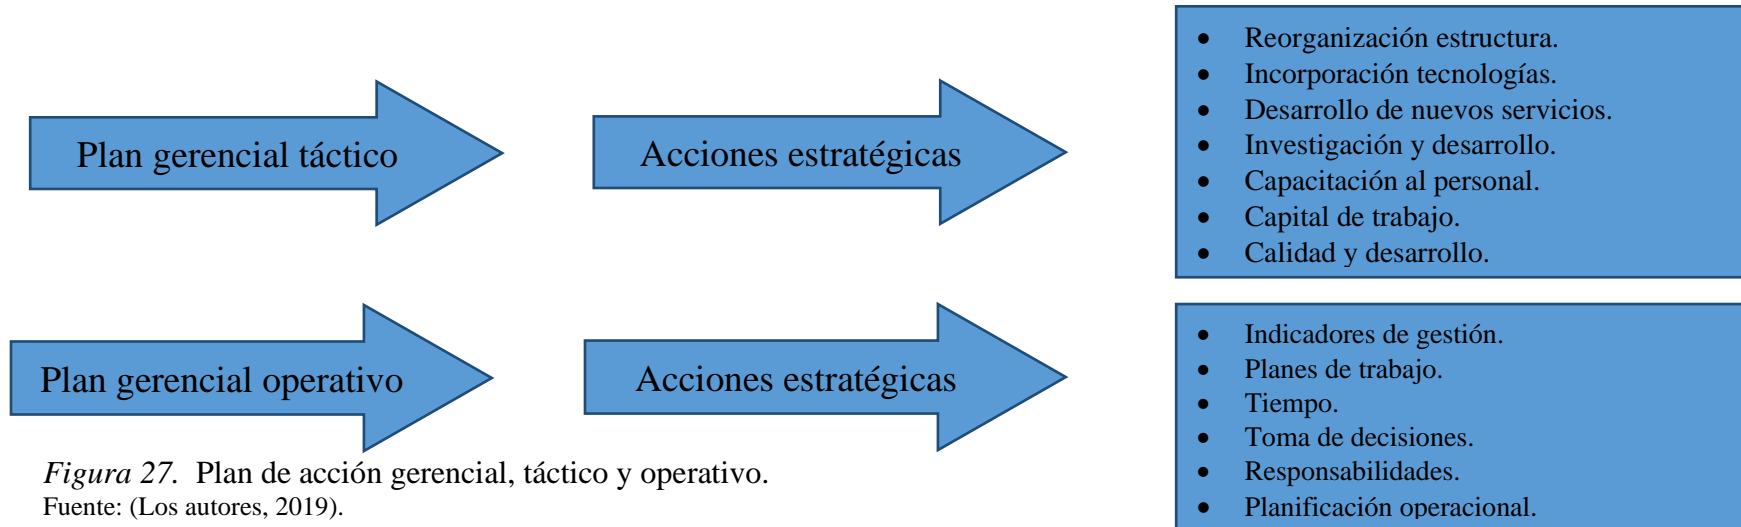 Plan gerencial táctico
Acciones estratégicas
• Reorganización estructura.
• Incorporación tecnologías.
• Desarrollo de nuevos servicios.
• Investigación y desarrollo.
• Capacitación al personal.
• Capital de trabajo.
• Calidad y desarrollo.
Plan gerencial operativo
Acciones estratégicas
• Indicadores de gestión.
• Planes de trabajo.
• Tiempo.
• Toma de decisiones.
• Responsabilidades.
• Planificación operacional.
Figura 27. Plan de acción gerencial, táctico y operativo.
Fuente: (Los autores, 2019).